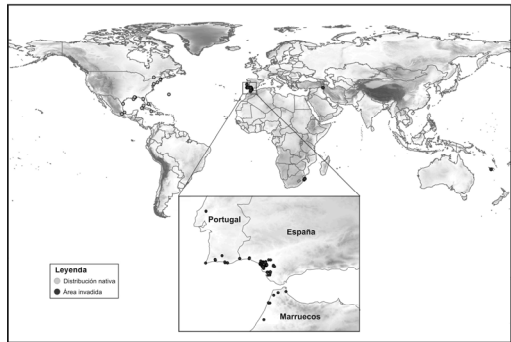 Portugal
España
Leyenda
Distribución nativa
Área invadida
Marruecos